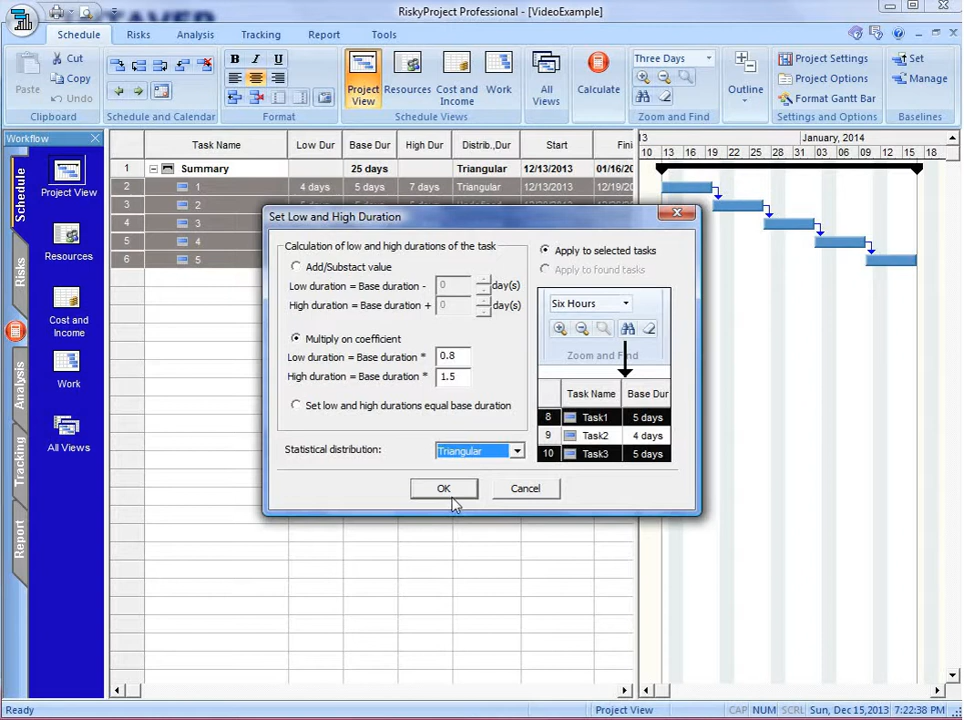 RiskyProject Professional - [VideoExample]
Schedule Risks Analysis Tracking Report Tools
Paste
Cut
Copy
Undo
Clipboard
B I U
Schedule and Calendar
Format
Project View
Resources
Cost and Income
Work
All Views
Schedule Views
Calculate
Three Days
Zoom and Find
Outline
Project Settings
Project Options
Format Gantt Bar
Settings and Options
Set
Manage
Baselines
Workflow
Schedule
Risks
Analysis
Tracking
Report
Project View
Resources
Cost and Income
Work
All Views
Task Name Low Dur Base Dur High Dur Distrib.,Dur Start Fini
13 January, 2014
10 13 16 19 22 25 28 31 03 06 09 12 15 18
1 Summary 25 days Triangular 12/13/2013 01/16/20
2 1 4 days 5 days 7 days Triangular 12/13/2013 12/19/20
3 2
4 3
5 4
6 5
Set Low and High Duration
Calculation of low and high durations of the task
Add/Substact value
Low duration = Base duration - 0 day(s)
High duration = Base duration + 0 day(s)
Multiply on coefficient
Low duration = Base duration * 0.8
High duration = Base duration * 1.5
Set low and high durations equal base duration
Statistical distribution: Triangular
Apply to selected tasks
Apply to found tasks
Six Hours
Zoom and Find
Task Name Base Dur
8 Task1 5 days
9 Task2 4 days
10 Task3 5 days
OK Cancel
Ready
Project View CAP NUM SCRL Sun, Dec 15,2013 7:22:38 PM